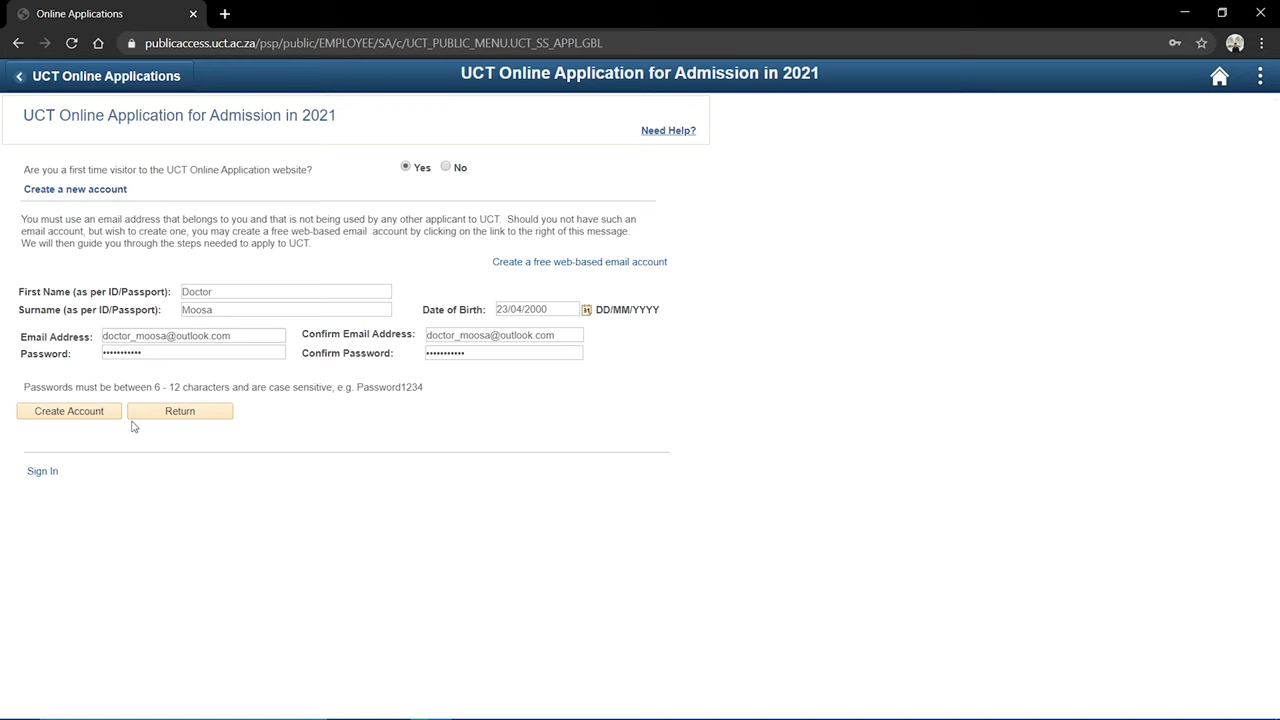 Online Applications
publicaccess.uct.ac.za/psp/public/EMPLOYEE/SA/c/UCT_PUBLIC_MENU.UCT_SS_APPL.GBL
UCT Online Applications
UCT Online Application for Admission in 2021
UCT Online Application for Admission in 2021
Need Help?
Are you a first time visitor to the UCT Online Application website? Yes No
Create a new account
You must use an email address that belongs to you and that is not being used by any other applicant to UCT. Should you not have such an
email account, but wish to create one, you may create a free web-based email account by clicking on the link to the right of this message.
We will then guide you through the steps needed to apply to UCT.
Create a free web-based email account
First Name (as per ID/Passport): Doctor
Surname (as per ID/Passport): Moosa Date of Birth: 23/04/2000 31 DD/MM/YYYY
Email Address: doctor_moosa@outlook.com Confirm Email Address: doctor_moosa@outlook.com
Password: ••••••••••• Confirm Password: •••••••••••
Passwords must be between 6 - 12 characters and are case sensitive, e.g. Password1234
Create Account Return
Sign In